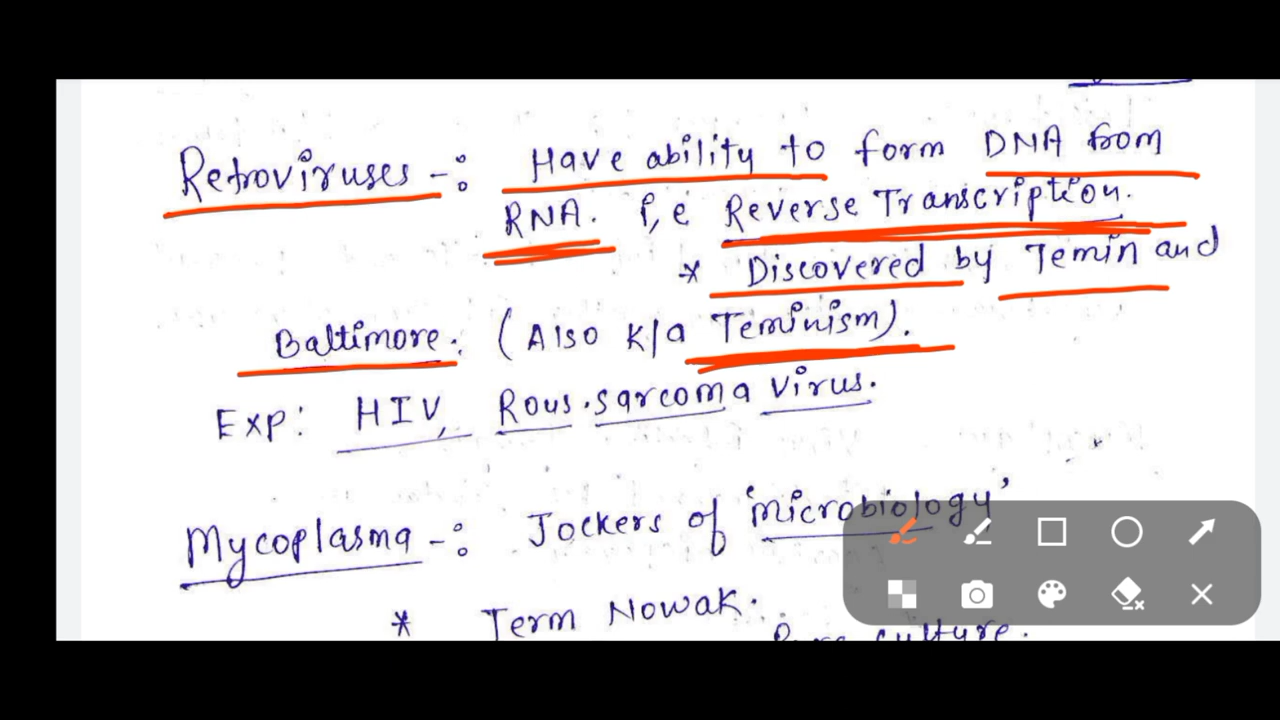 Retroviruses -: Have ability to form DNA from
RNA. i,e Reverse Transcription.
* Discovered by Temin and
Baltimore. (Also K/a Teminism).
Exp: HIV, Rous.sarcoma virus.
Mycoplasma -: Jockers of 'microbiology'
* Term Nowak.
culture.